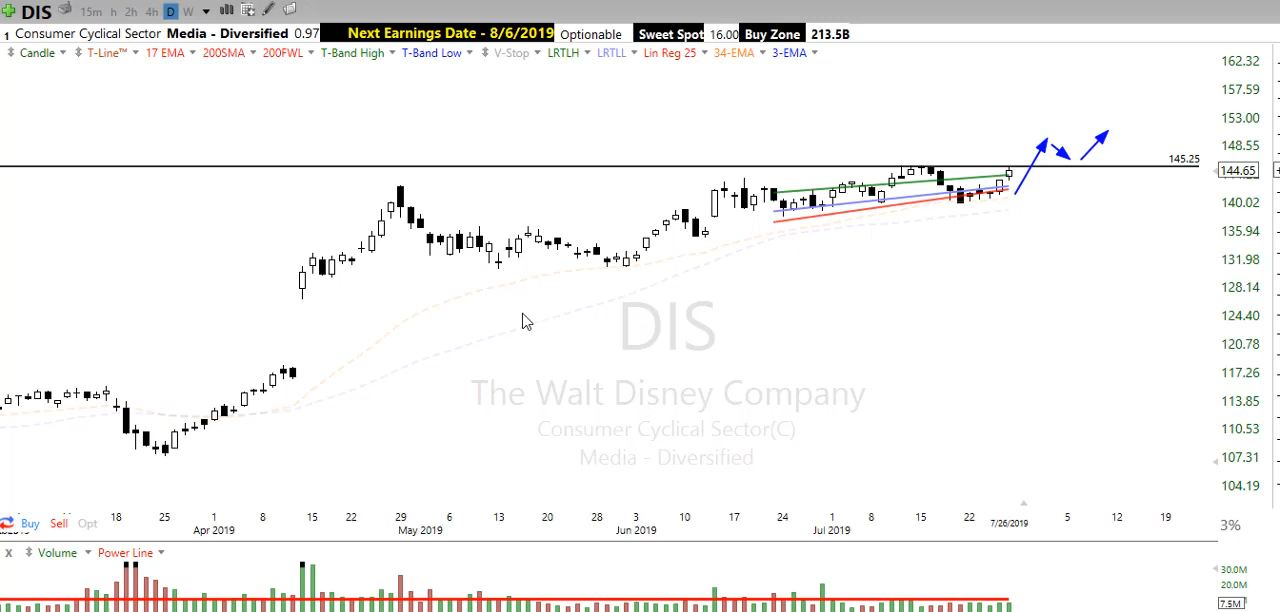 DIS 15m h 2h 4h D W
1 Consumer Cyclical Sector Media - Diversified 0.97 Next Earnings Date - 8/6/2019 Optionable Sweet Spot 16.00 Buy Zone 213.5B
Candle T-Line™ 17 EMA 200SMA 200FWL T-Band High T-Band Low V-Stop LRTLH LRTLL Lin Reg 25 34-EMA 3-EMA
162.32
157.59
153.00
148.55
145.25
144.65
140.02
135.94
131.98
128.14
124.40
120.78
117.26
113.85
110.53
107.31
104.19
DIS
The Walt Disney Company
Consumer Cyclical Sector(C)
Media - Diversified
18 25 8 15 22 29 6 13 20 28 10 17 24 1 8 15 22 7/26/2019 5 12 19
Apr 2019 May 2019 Jun 2019 Jul 2019
Buy Sell Opt
3%
X Volume Power Line
30.0M
20.0M
7.5M